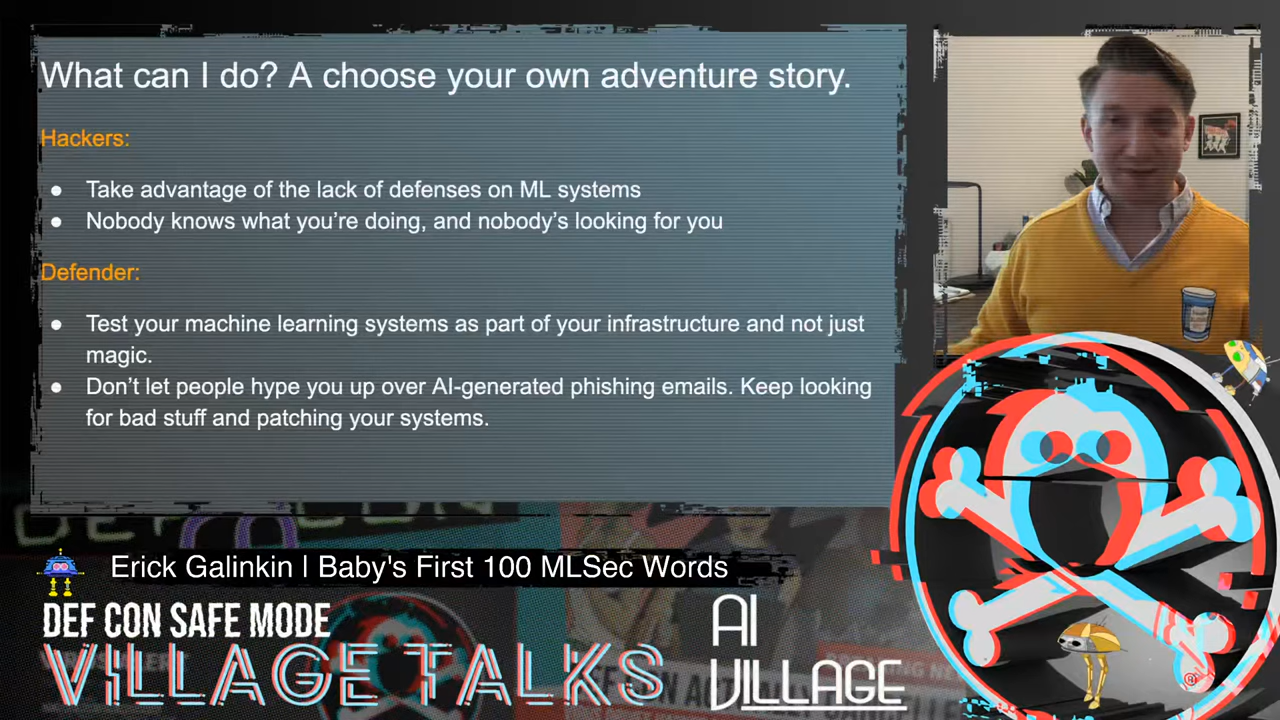 What can I do? A choose your own adventure story.
Hackers:
● Take advantage of the lack of defenses on ML systems
● Nobody knows what you’re doing, and nobody’s looking for you
Defender:
● Test your machine learning systems as part of your infrastructure and not just
magic.
● Don’t let people hype you up over AI-generated phishing emails. Keep looking
for bad stuff and patching your systems.
DEF CON
Erick Galinkin | Baby's First 100 MLSec Words
DEF CON SAFE MODE
VILLAGE TALKS
AI
VILLAGE